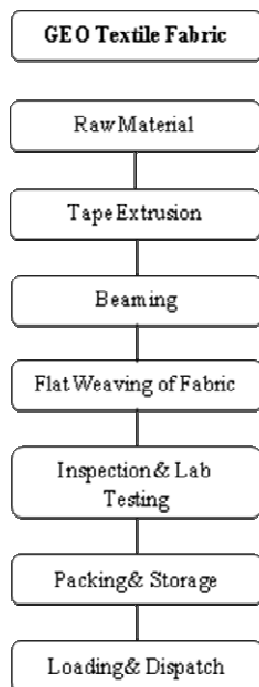 GEO Textile Fabric
Raw Material
Tape Extrusion
Beaming
Flat Weaving of Fabric
Inspection & Lab
Testing
Packing & Storage
Loading & Dispatch